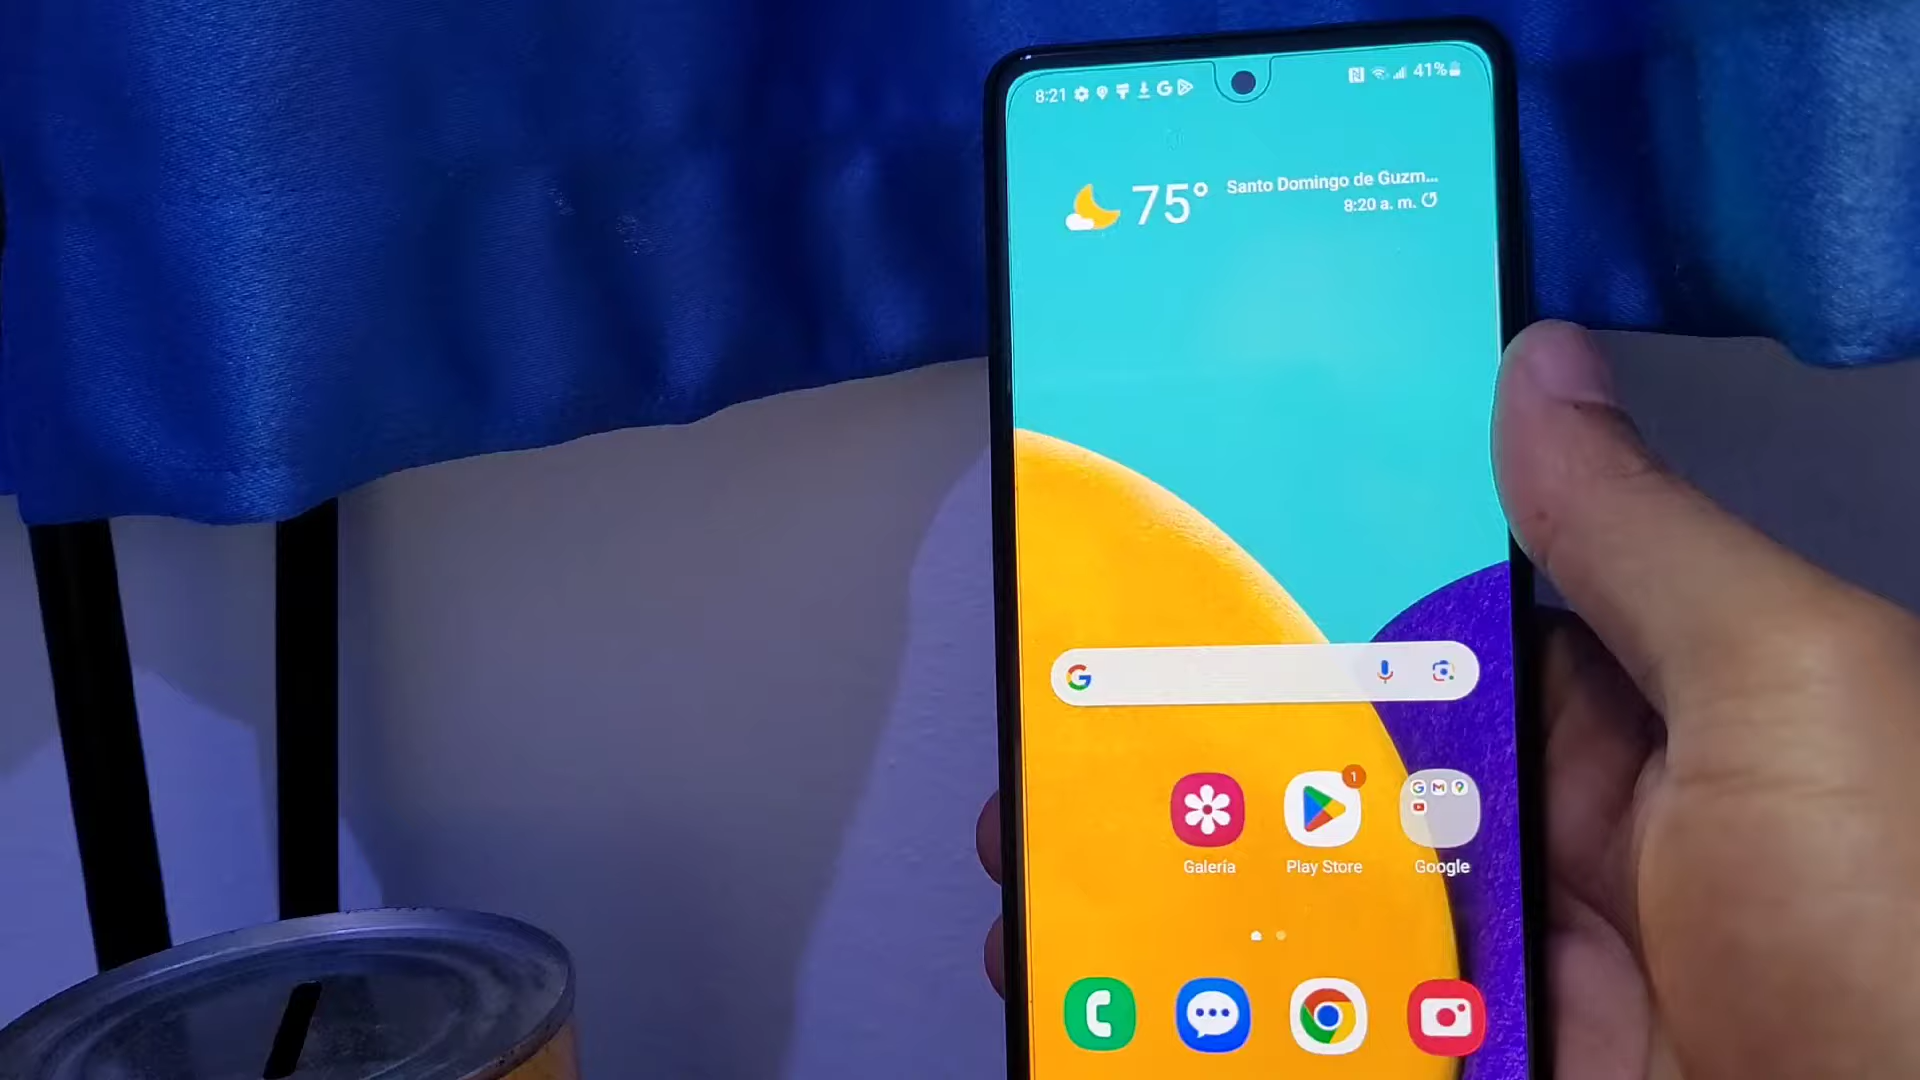 8:21
41%
75°
Santo Domingo de Guzm...
8:20 a. m.
1
Galería
Play Store
Google